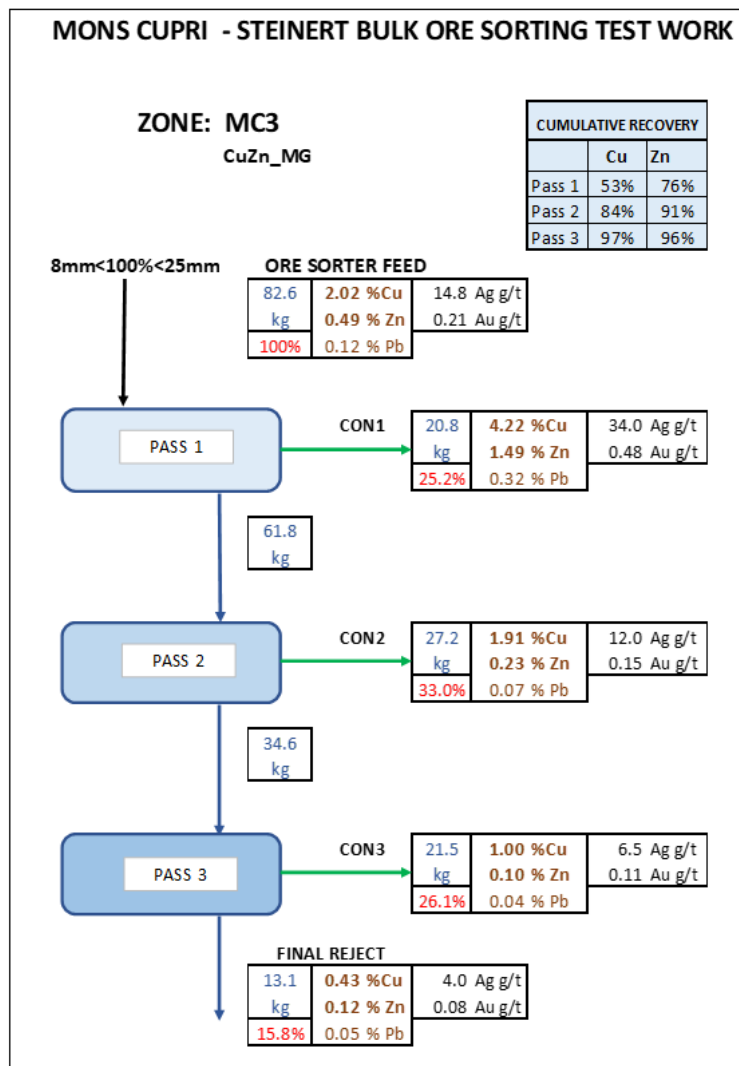 MONS CUPRI - STEINERT BULK ORE SORTING TEST WORK
ZONE: MC3
CuZn_MG
CUMULATIVE RECOVERY
Cu Zn
Pass 1 53% 76%
Pass 2 84% 91%
Pass 3 97% 96%
8mm<100%<25mm
ORE SORTER FEED
82.6 2.02 %Cu 14.8 Ag g/t
kg 0.49 % Zn 0.21 Au g/t
100% 0.12 % Pb
PASS 1
CON1
20.8 4.22 %Cu 34.0 Ag g/t
kg 1.49 % Zn 0.48 Au g/t
25.2% 0.32 % Pb
61.8
kg
PASS 2
CON2
27.2 1.91 %Cu 12.0 Ag g/t
kg 0.23 % Zn 0.15 Au g/t
33.0% 0.07 % Pb
34.6
kg
PASS 3
CON3
21.5 1.00 %Cu 6.5 Ag g/t
kg 0.10 % Zn 0.11 Au g/t
26.1% 0.04 % Pb
FINAL REJECT
13.1 0.43 %Cu 4.0 Ag g/t
kg 0.12 % Zn 0.08 Au g/t
15.8% 0.05 % Pb